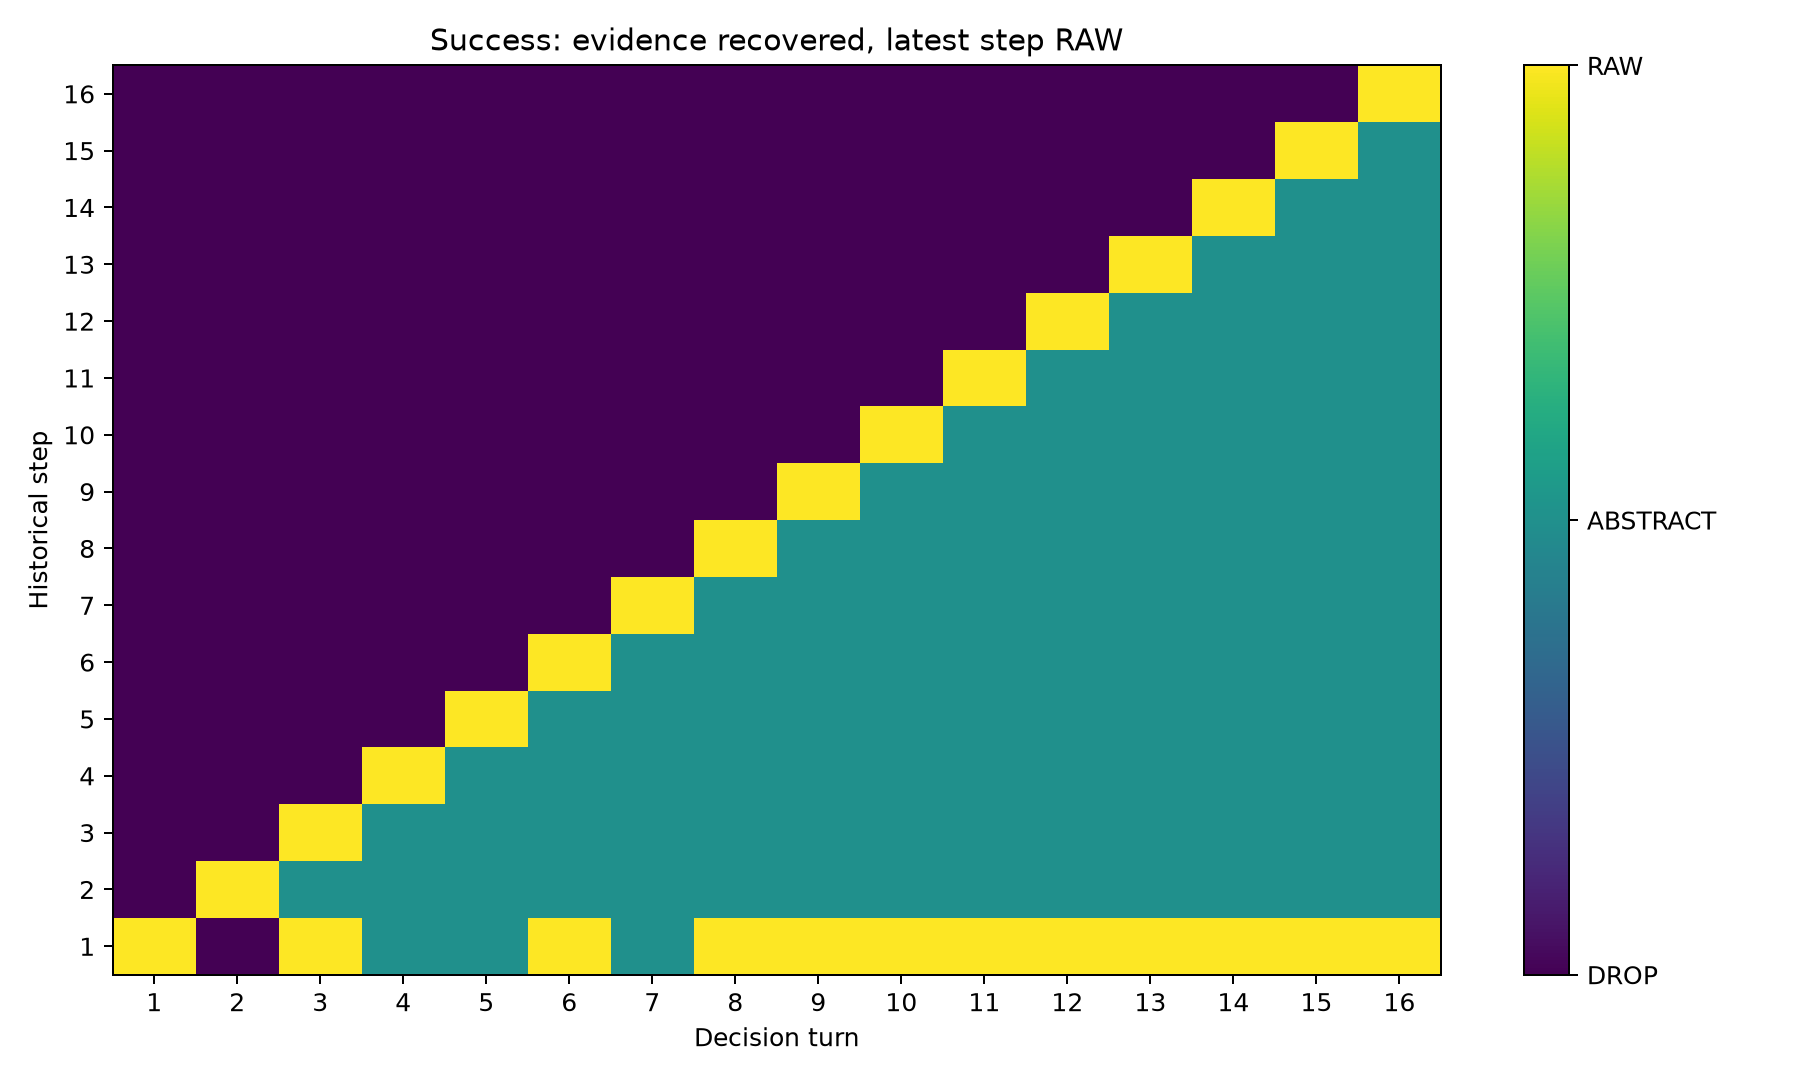 Success: evidence recovered, latest step RAW
Historical step
16
15
14
13
12
11
10
9
8
7
6
5
4
3
2
1
1 2 3 4 5 6 7 8 9 10 11 12 13 14 15 16
Decision turn
RAW
ABSTRACT
DROP